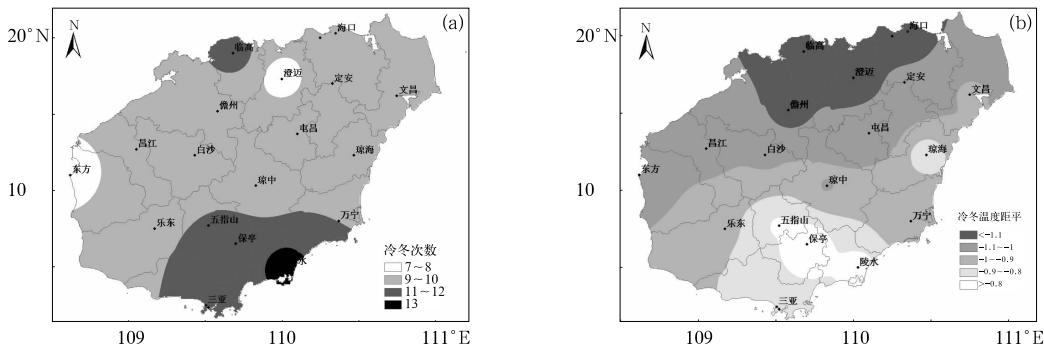 (a)
N
20°N
10
109
110
111°E
海口
临高
澄迈
定安
文昌
儋州
屯昌
昌江
白沙
琼海
东方
琼中
万宁
乐东
五指山
保亭
水
三亚
冷冬次数
7～8
9～10
11～12
13
(b)
N
20°N
10
109
110
111°E
海口
临高
澄迈
定安
文昌
儋州
屯昌
昌江
白沙
琼海
东方
琼中
万宁
乐东
五指山
保亭
陵水
三亚
冷冬温度距平
<-1.1
-1.1~-1
-1~-0.9
-0.9~-0.8
>-0.8